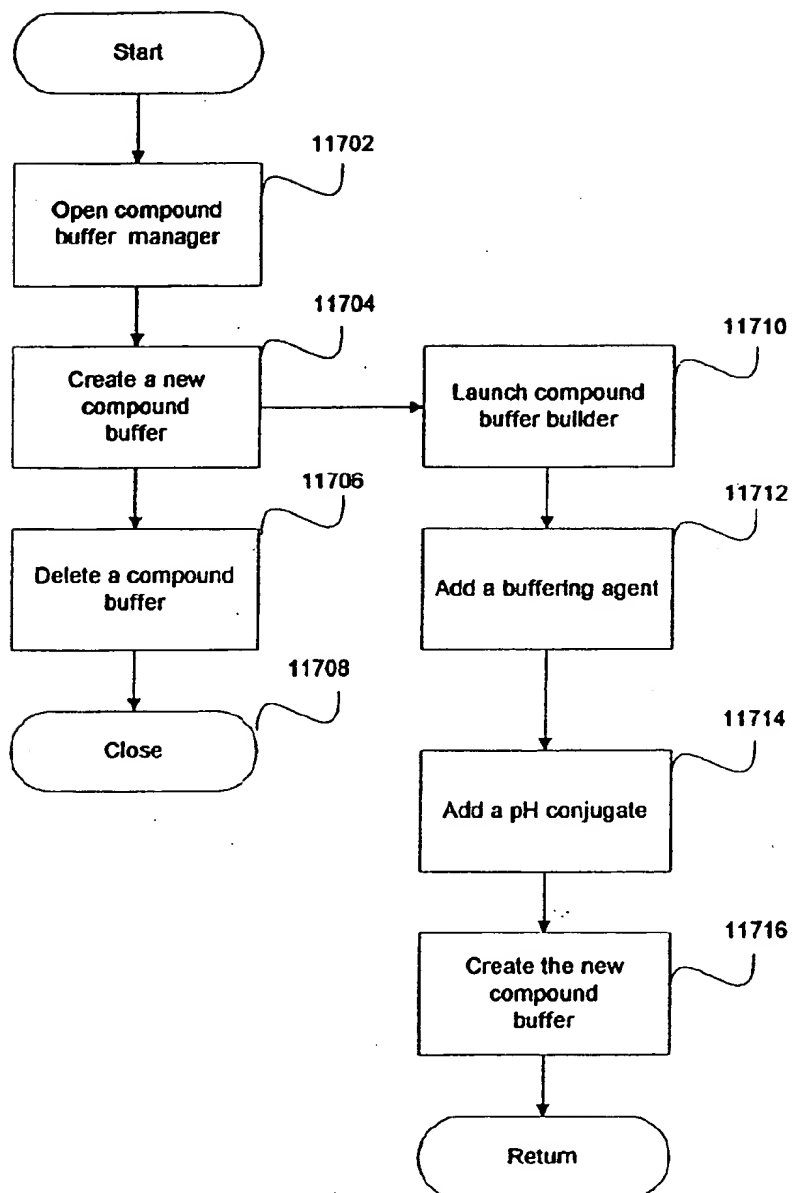 Start
11702
Open compound
buffer manager
11704
Create a new
compound
buffer
11706
Delete a compound
buffer
11708
Close
11710
Launch compound
buffer builder
11712
Add a buffering agent
11714
Add a pH conjugate
11716
Create the new
compound
buffer
Return